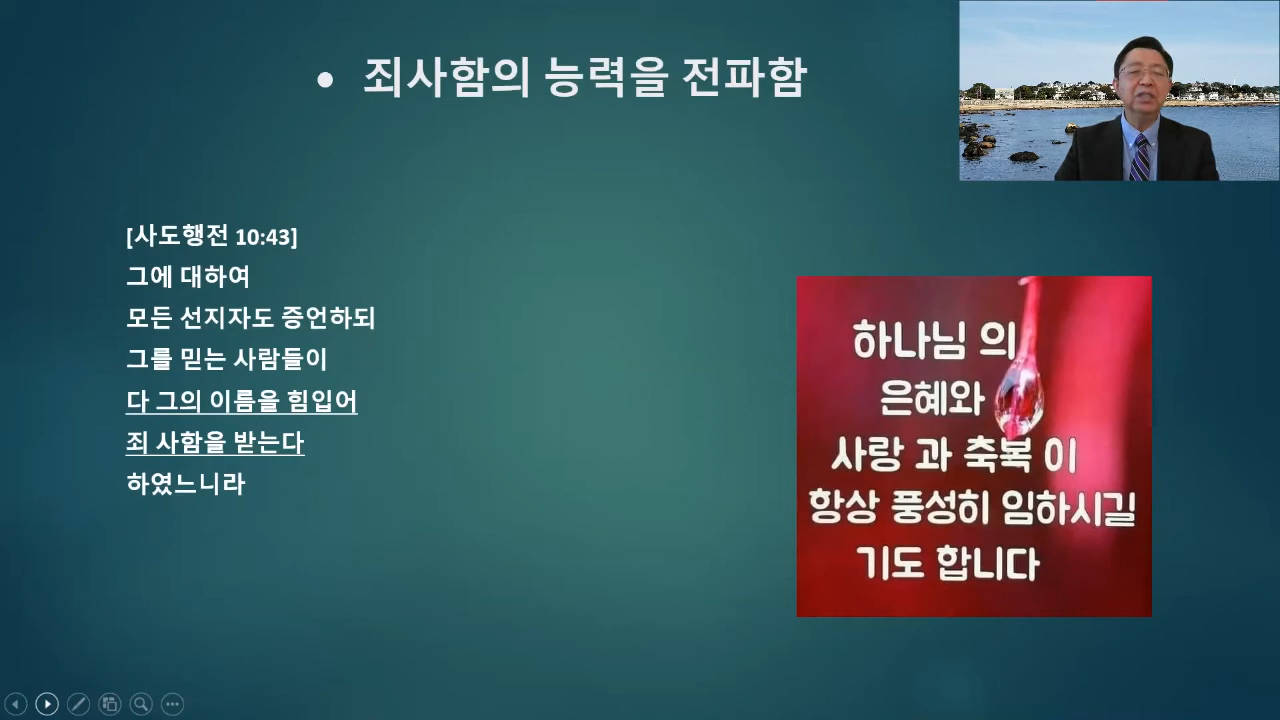 • 죄사함의 능력을 전파함
[사도행전 10:43]
그에 대하여
모든 선지자도 증언하되
그를 믿는 사람들이
다 그의 이름을 힘입어
죄 사함을 받는다
하였느니라
하나님 의
은혜와
사랑 과 축복 이
항상 풍성히 임하시길
기도 합니다